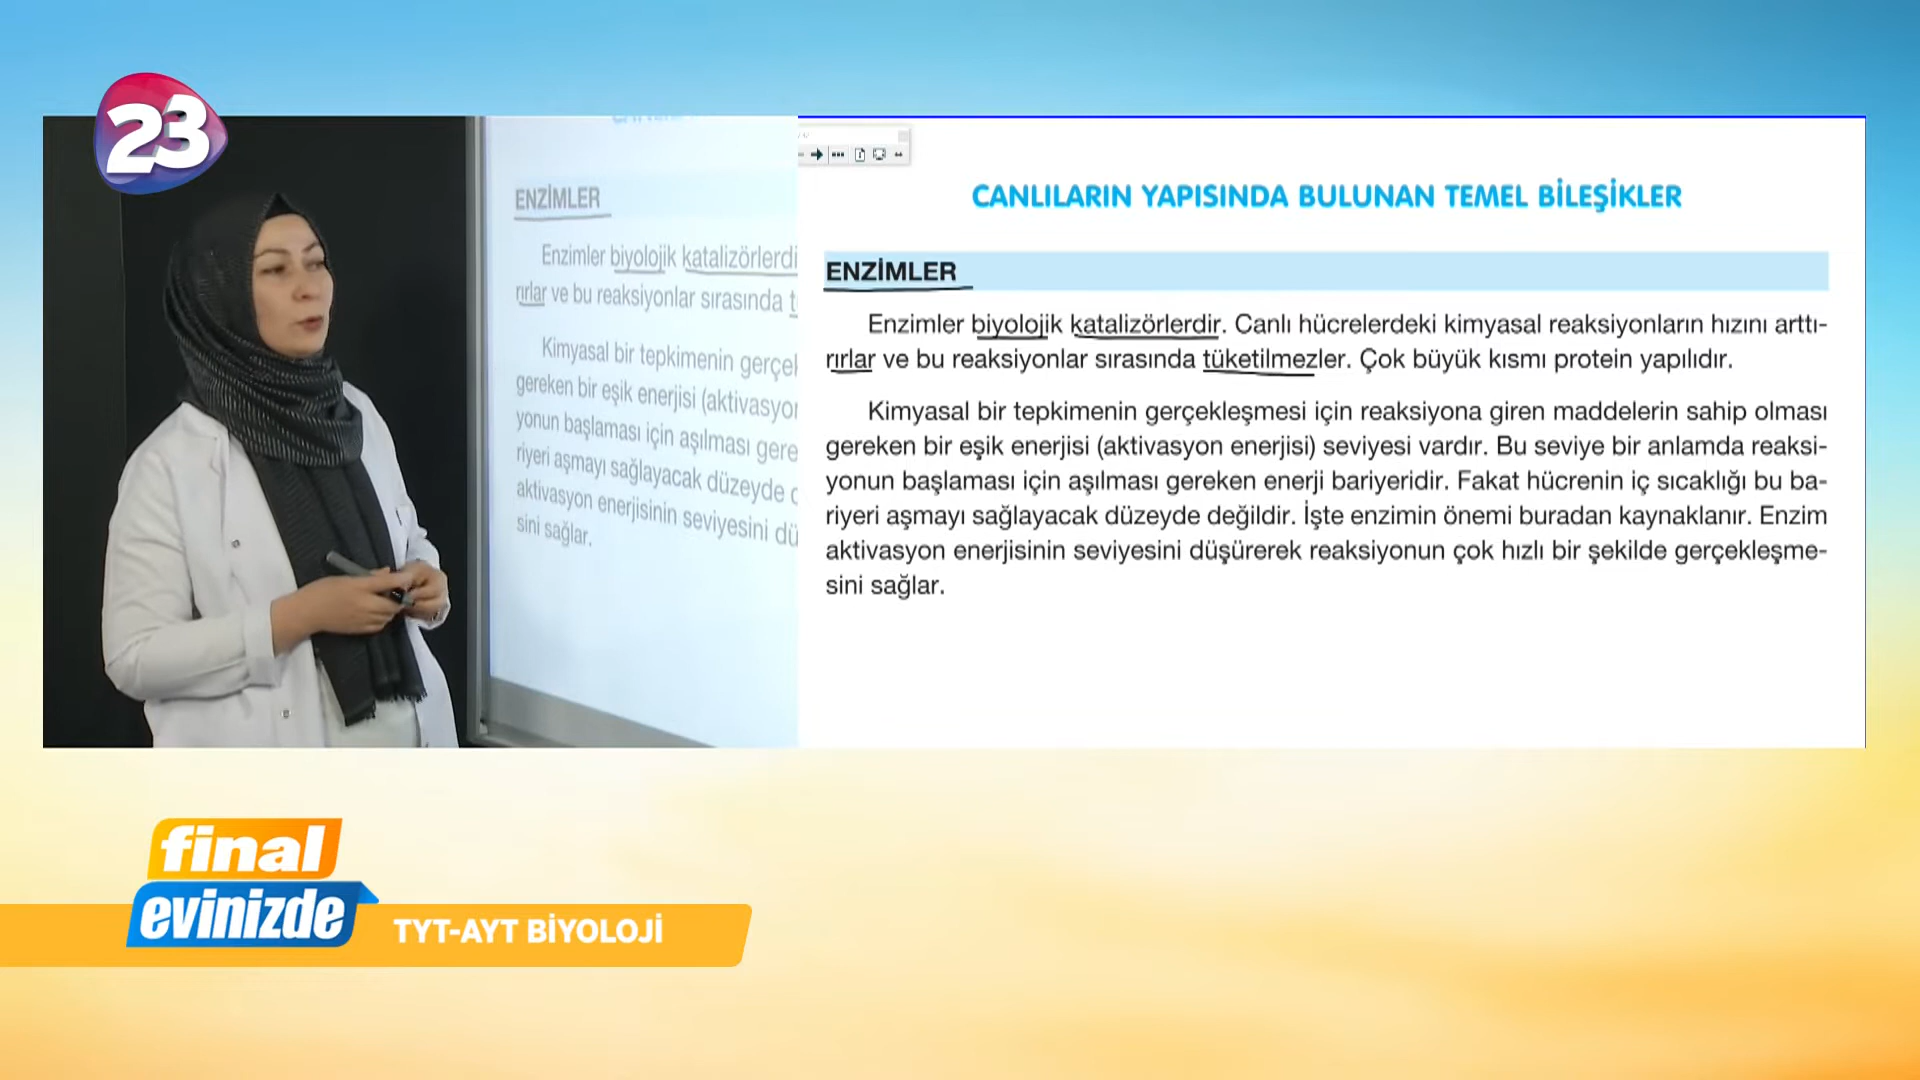 23
ENZİMLER
Enzimler biyolojik katalizörlerdi
rırlar ve bu reaksiyonlar sırasında t
Kimyasal bir tepkimenin gerçek
gereken bir eşik enerjisi (aktivasyon
yonun başlaması için aşılması gere
riyeri aşmayı sağlayacak düzeyde d
aktivasyon enerjisinin seviyesini dü
sini sağlar.
CANLILARIN YAPISINDA BULUNAN TEMEL BİLEŞİKLER
ENZİMLER
Enzimler biyolojik katalizörlerdir. Canlı hücrelerdeki kimyasal reaksiyonların hızını arttı-
rırlar ve bu reaksiyonlar sırasında tüketilmezler. Çok büyük kısmı protein yapılıdır.
Kimyasal bir tepkimenin gerçekleşmesi için reaksiyona giren maddelerin sahip olması
gereken bir eşik enerjisi (aktivasyon enerjisi) seviyesi vardır. Bu seviye bir anlamda reaksi-
yonun başlaması için aşılması gereken enerji bariyeridir. Fakat hücrenin iç sıcaklığı bu ba-
riyeri aşmayı sağlayacak düzeyde değildir. İşte enzimin önemi buradan kaynaklanır. Enzim
aktivasyon enerjisinin seviyesini düşürerek reaksiyonun çok hızlı bir şekilde gerçekleşme-
sini sağlar.
final
evinizde
TYT-AYT BİYOLOJİ